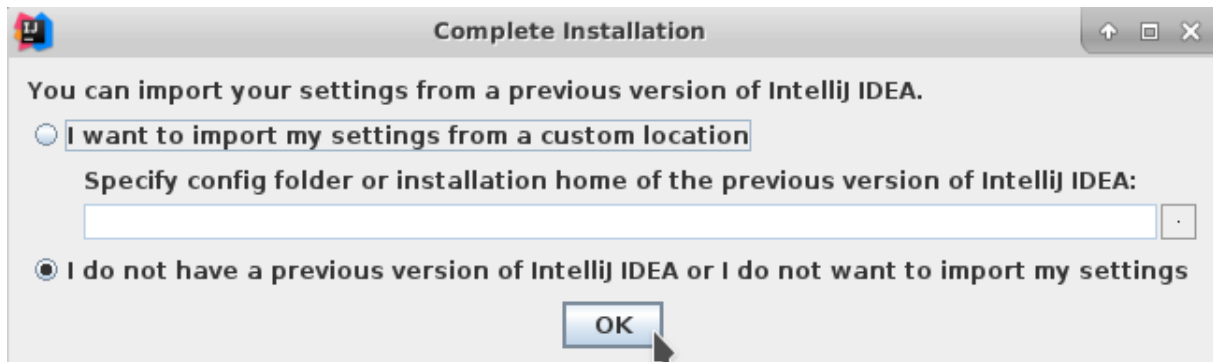 IJ
Complete Installation
You can import your settings from a previous version of IntelliJ IDEA.
I want to import my settings from a custom location
Specify config folder or installation home of the previous version of IntelliJ IDEA:
.
I do not have a previous version of IntelliJ IDEA or I do not want to import my settings
OK